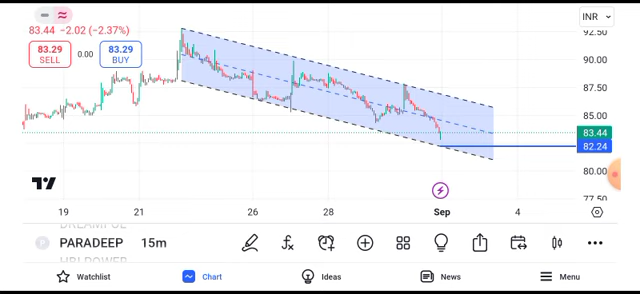 INR
83.44 −2.02 (−2.37%)
92.50
83.29
SELL
0.00
83.29
BUY
90.00
87.50
85.00
83.44
82.24
80.00
77.50
19
21
26
28
Sep
4
DREAMFOL
P PARADEEP 15m
Watchlist
Chart
Ideas
News
Menu